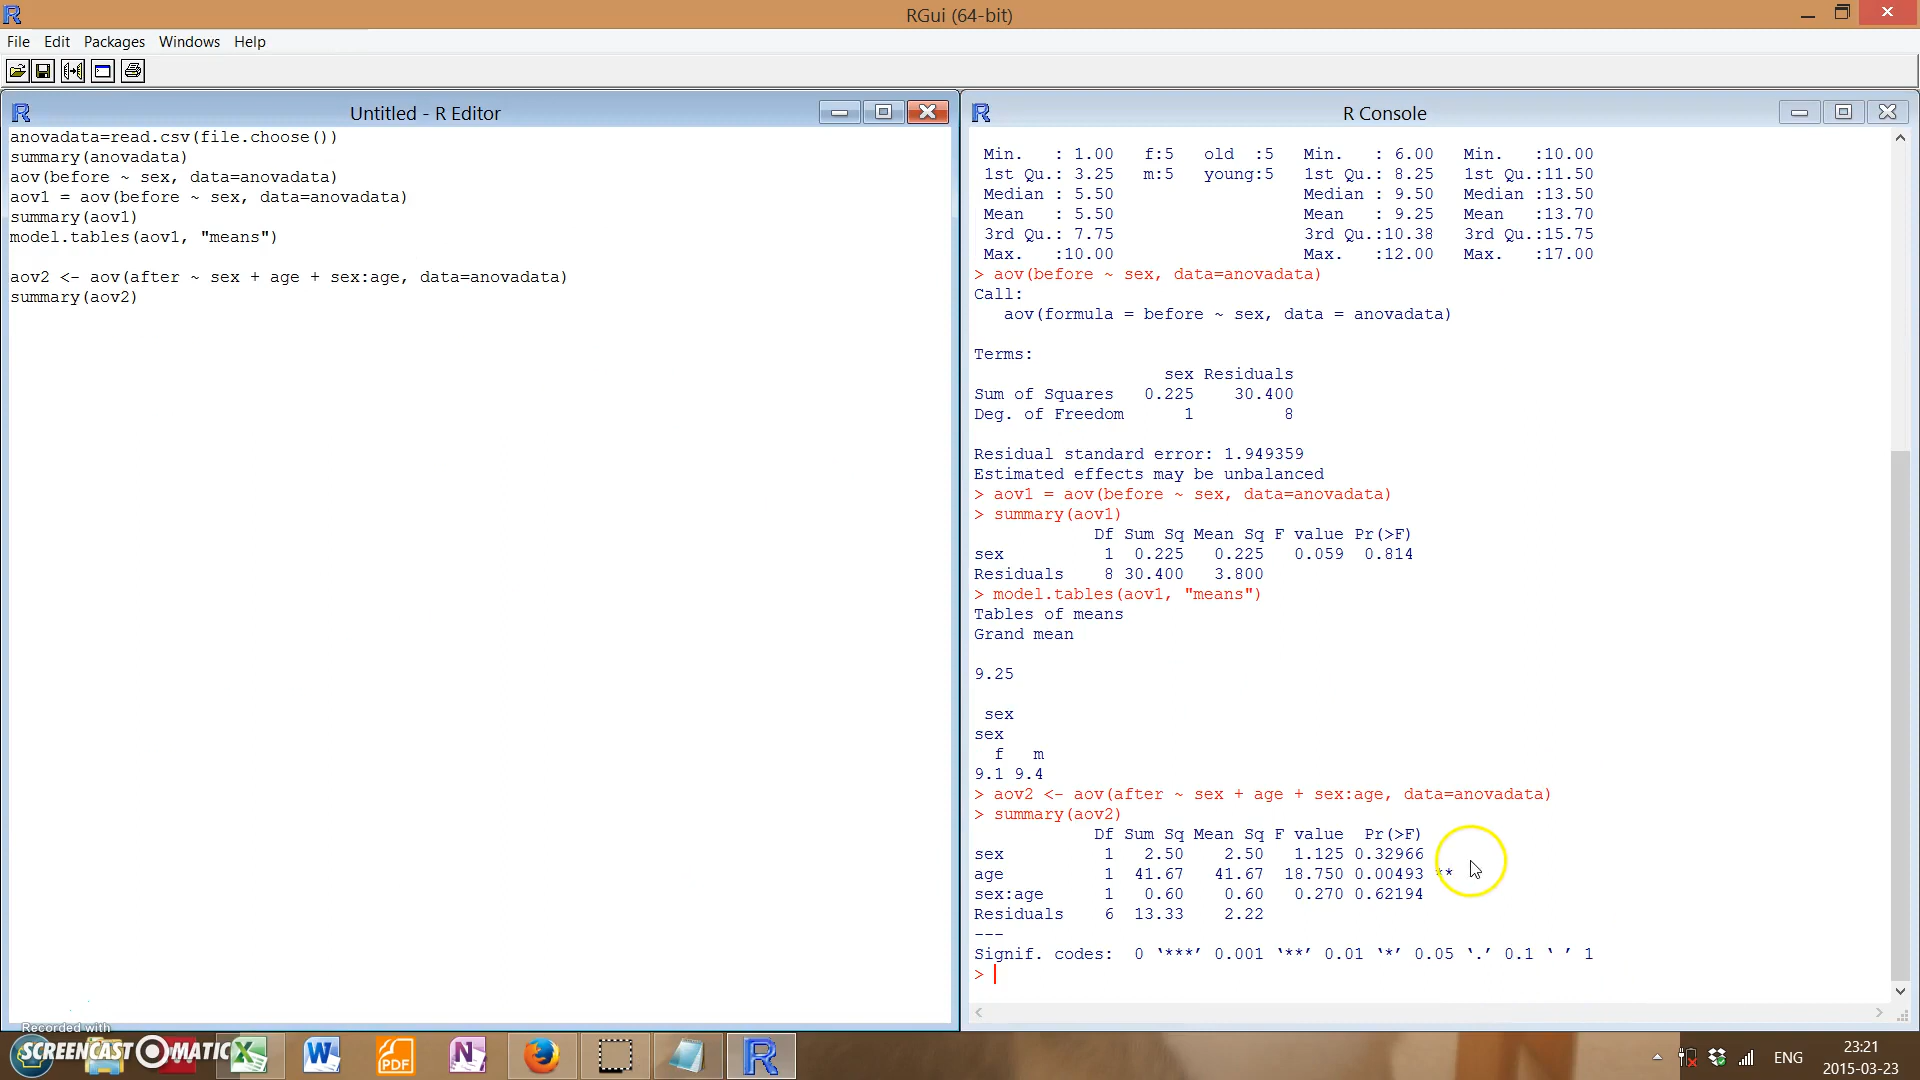 RGui (64-bit)
File Edit Packages Windows Help
Untitled - R Editor
anovadata=read.csv(file.choose())
summary(anovadata)
aov(before ~ sex, data=anovadata)
aov1 = aov(before ~ sex, data=anovadata)
summary(aov1)
model.tables(aov1, "means")
aov2 <- aov(after ~ sex + age + sex:age, data=anovadata)
summary(aov2)
R Console
Min.   : 1.00   f:5   old  :5   Min.   : 6.00   Min.   :10.00
1st Qu.: 3.25   m:5   young:5   1st Qu.: 8.25   1st Qu.:11.50
Median : 5.50                   Median : 9.50   Median :13.50
Mean   : 5.50                   Mean   : 9.25   Mean   :13.70
3rd Qu.: 7.75                   3rd Qu.:10.38   3rd Qu.:15.75
Max.   :10.00                   Max.   :12.00   Max.   :17.00
> aov(before ~ sex, data=anovadata)
Call:
aov(formula = before ~ sex, data = anovadata)
Terms:
sex Residuals
Sum of Squares   0.225    30.400
Deg. of Freedom      1         8
Residual standard error: 1.949359
Estimated effects may be unbalanced
> aov1 = aov(before ~ sex, data=anovadata)
> summary(aov1)
Df Sum Sq Mean Sq F value Pr(>F)
sex          1  0.225   0.225   0.059  0.814
Residuals    8 30.400   3.800
> model.tables(aov1, "means")
Tables of means
Grand mean
9.25
sex
sex
f   m
9.1 9.4
> aov2 <- aov(after ~ sex + age + sex:age, data=anovadata)
> summary(aov2)
Df Sum Sq Mean Sq F value  Pr(>F)
sex          1   2.50    2.50   1.125 0.32966
age          1  41.67   41.67  18.750 0.00493 **
sex:age      1   0.60    0.60   0.270 0.62194
Residuals    6  13.33    2.22
---
Signif. codes:  0 ‘***’ 0.001 ‘**’ 0.01 ‘*’ 0.05 ‘.’ 0.1 ‘ ’ 1
>
Recorded with
SCREENCAST MATIC
PDF
ENG
23:21
2015-03-23